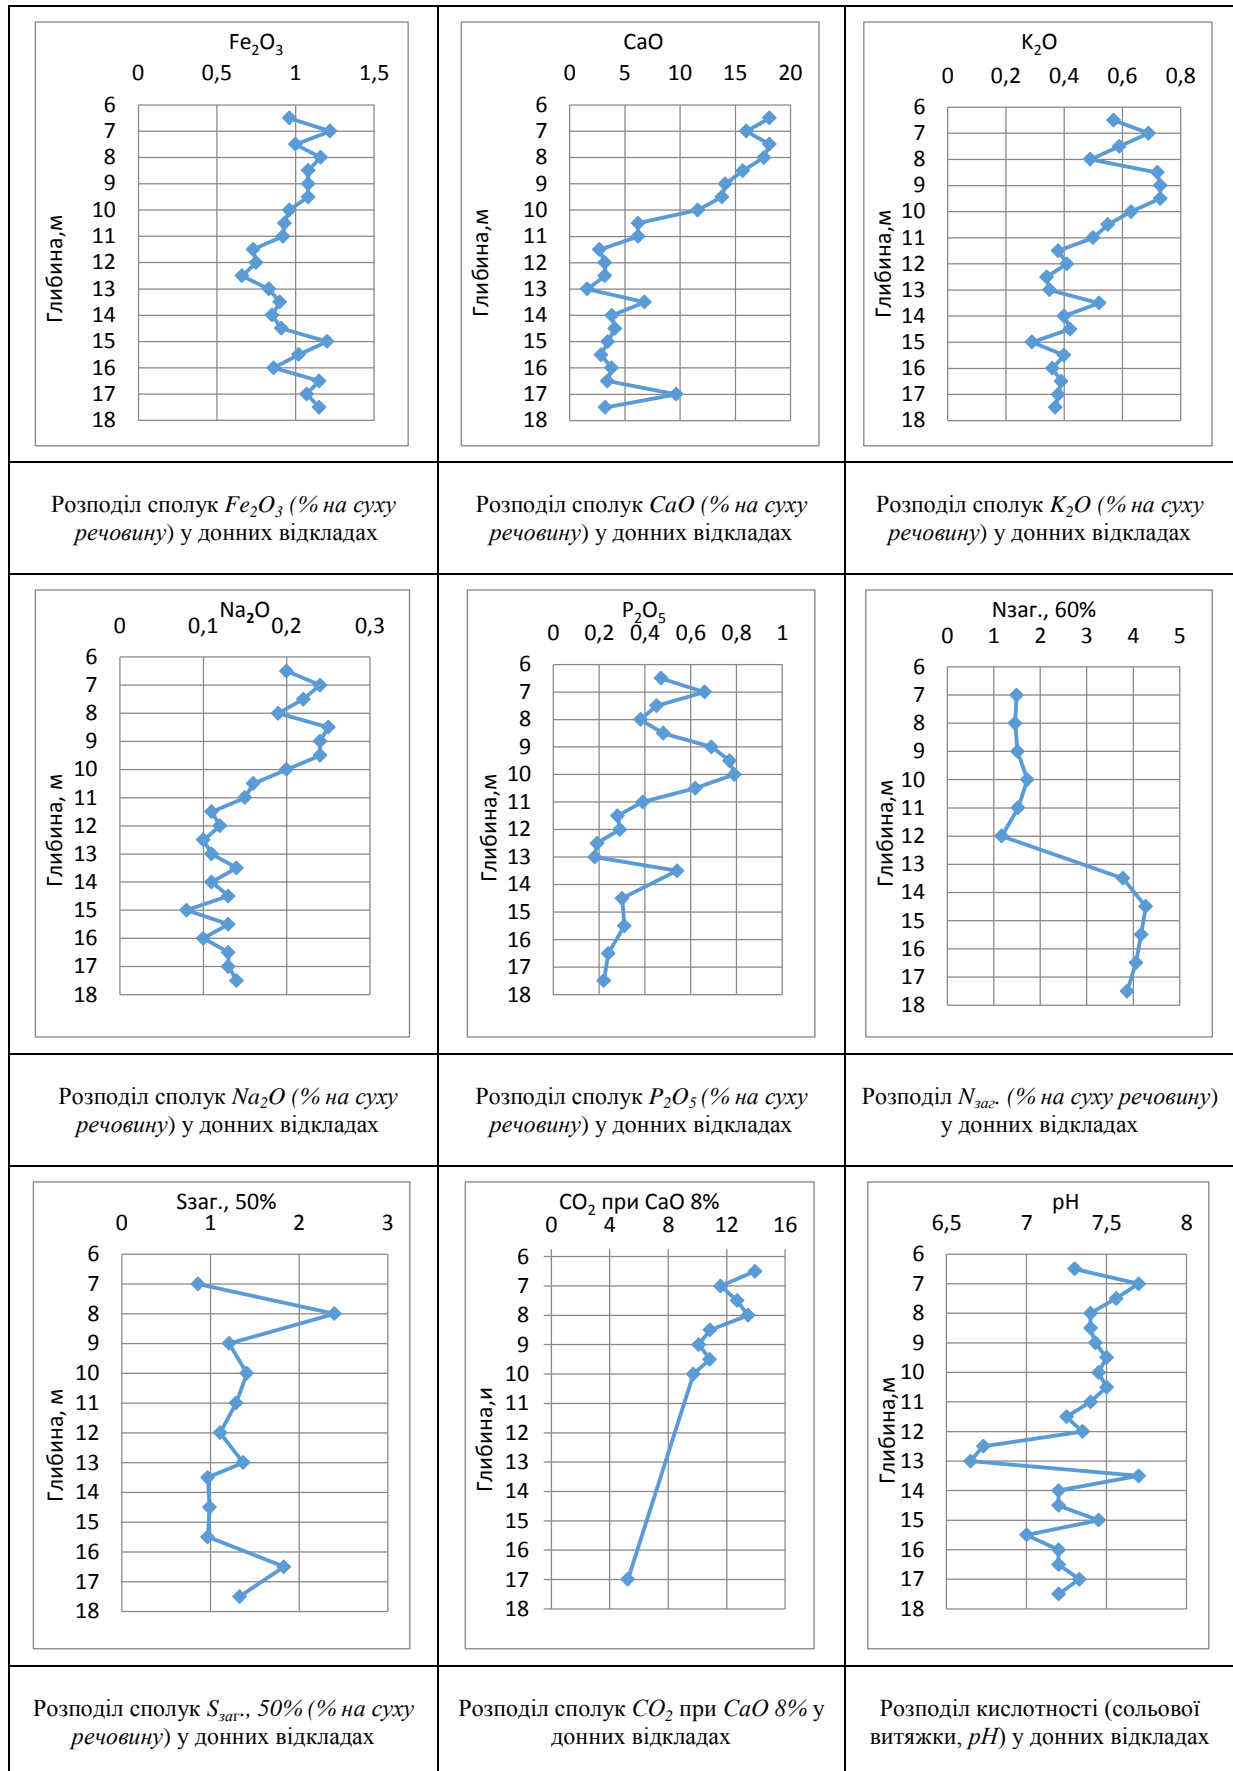 Fe₂O₃
0 0,5 1 1,5
6
7
8
9
10
11
12
13
14
15
16
17
18
Глибина,м
CaO
0 5 10 15 20
6
7
8
9
10
11
12
13
14
15
16
17
18
Глибина,м
K₂O
0 0,2 0,4 0,6 0,8
6
7
8
9
10
11
12
13
14
15
16
17
18
Глибина,м
Розподіл сполук Fe₂O₃ (% на суху
речовину) у донних відкладах
Розподіл сполук CaO (% на суху
речовину) у донних відкладах
Розподіл сполук K₂O (% на суху
речовину) у донних відкладах
Na₂O
0 0,1 0,2 0,3
6
7
8
9
10
11
12
13
14
15
16
17
18
Глибина, м
P₂O₅
0 0,2 0,4 0,6 0,8 1
6
7
8
9
10
11
12
13
14
15
16
17
18
Глибина,м
Nзаг., 60%
0 1 2 3 4 5
6
7
8
9
10
11
12
13
14
15
16
17
18
Глибина,м
Розподіл сполук Na₂O (% на суху
речовину) у донних відкладах
Розподіл сполук P₂O₅ (% на суху
речовину) у донних відкладах
Розподіл Nзаг. (% на суху речовину)
у донних відкладах
Sзаг., 50%
0 1 2 3
6
7
8
9
10
11
12
13
14
15
16
17
18
Глибина, м
CO₂ при CaO 8%
0 4 8 12 16
6
7
8
9
10
11
12
13
14
15
16
17
18
Глибина,и
pH
6,5 7 7,5 8
6
7
8
9
10
11
12
13
14
15
16
17
18
Глибина,м
Розподіл сполук Sзаг., 50% (% на суху
речовину) у донних відкладах
Розподіл сполук CO₂ при CaO 8% у
донних відкладах
Розподіл кислотності (сольової
витяжки, pH) у донних відкладах